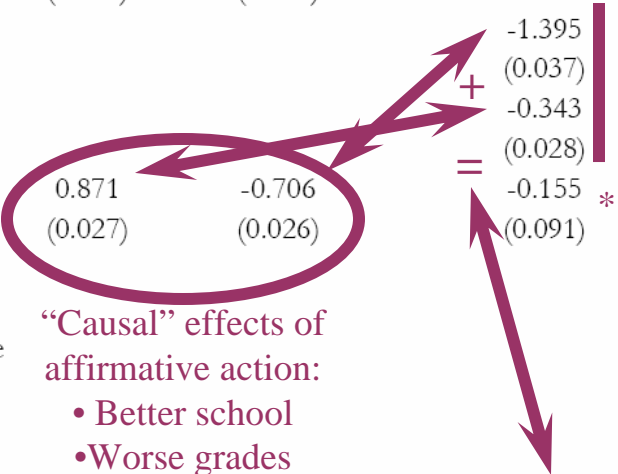 -1.395
(0.037)
+
-0.343
(0.028)
=
0.871 -0.706 -0.155 *
(0.027) (0.026) (0.091)
“Causal” effects of
affirmative action:
• Better school
•Worse grades